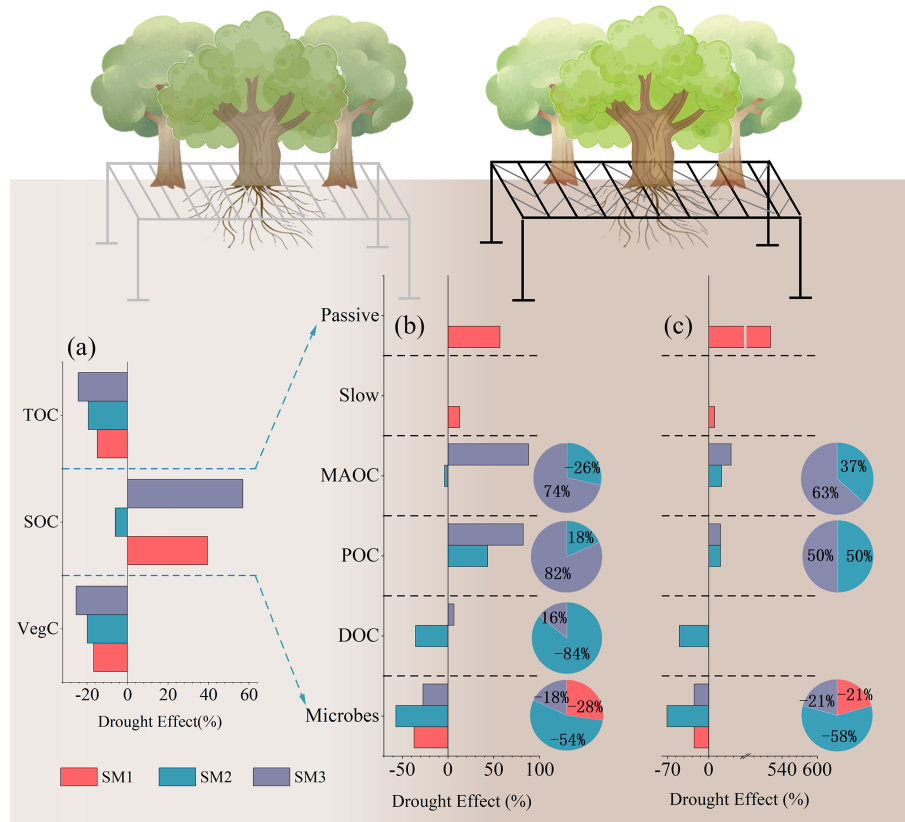 (a)
TOC
SOC
VegC
-20 0 20 40 60
Drought Effect(%)
(b)
Passive
Slow
MAOC
POC
DOC
Microbes
−26%
74%
18%
82%
16%
−84%
−18%
−28%
−54%
-50 0 50 100
Drought Effect (%)
(c)
37%
63%
50%
50%
−21%
−21%
−58%
-70 0 540 600
Drought Effect (%)
SM1 SM2 SM3